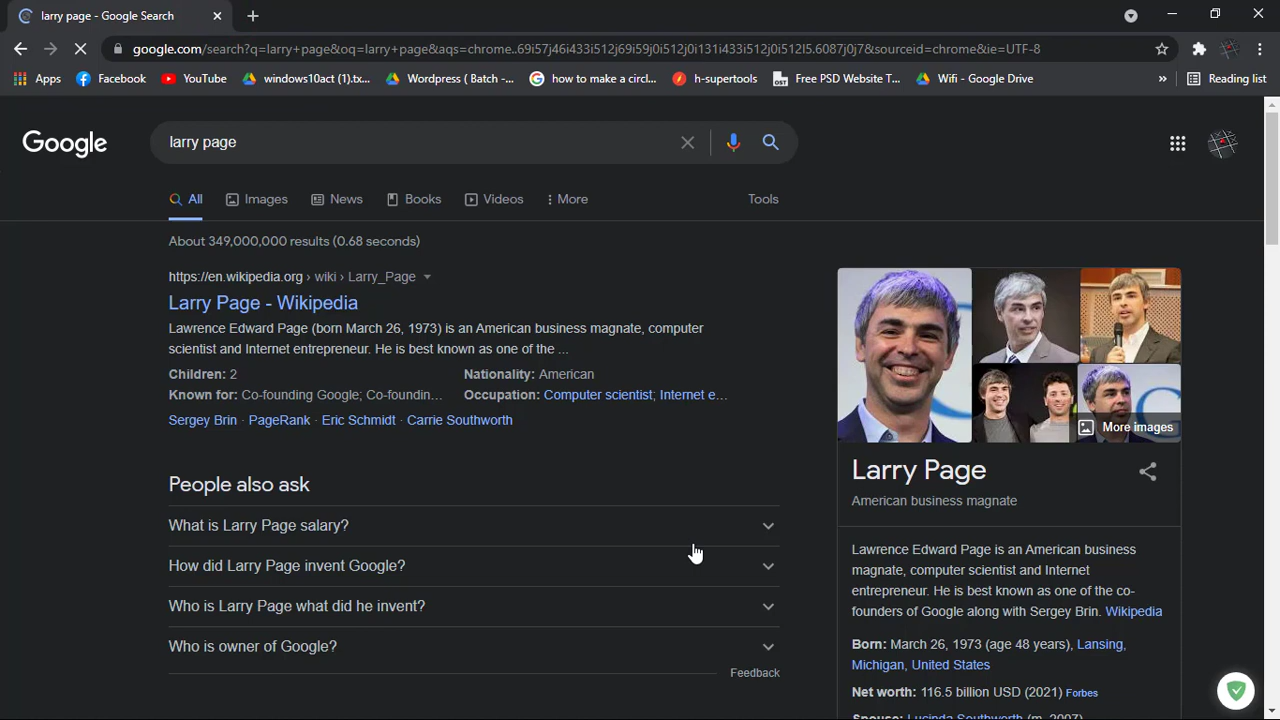 larry page - Google Search
google.com/search?q=larry+page&oq=larry+page&aqs=chrome..69i57j46i433i512j69i59j0i512j0i131i433i512j0i512l5.6087j0j7&sourceid=chrome&ie=UTF-8
Apps Facebook YouTube windows10act (1).tx... Wordpress ( Batch -... how to make a circl... h-supertools OST Free PSD Website T... Wifi - Google Drive » Reading list
Google larry page
All Images News Books Videos More Tools
About 349,000,000 results (0.68 seconds)
https://en.wikipedia.org › wiki › Larry_Page
Larry Page - Wikipedia
Lawrence Edward Page (born March 26, 1973) is an American business magnate, computer
scientist and Internet entrepreneur. He is best known as one of the ...
Children: 2 Nationality: American
Known for: Co-founding Google, Co-foundin... Occupation: Computer scientist; Internet e...
Sergey Brin · PageRank · Eric Schmidt · Carrie Southworth
People also ask
What is Larry Page salary?
How did Larry Page invent Google?
Who is Larry Page what did he invent?
Who is owner of Google?
Feedback
More images
Larry Page
American business magnate
Lawrence Edward Page is an American business
magnate, computer scientist and Internet
entrepreneur. He is best known as one of the co-
founders of Google along with Sergey Brin. Wikipedia
Born: March 26, 1973 (age 48 years), Lansing,
Michigan, United States
Net worth: 116.5 billion USD (2021) Forbes
Spouse: Lucinda Southworth (m. 2007)